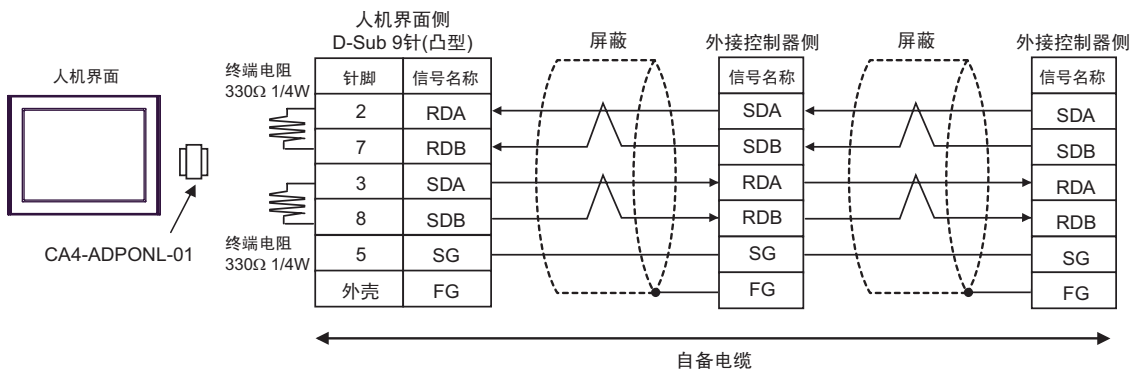 人机界面
CA4-ADPONL-01
人机界面侧
D-Sub 9针(凸型)
终端电阻
330Ω 1/4W
终端电阻
330Ω 1/4W
针脚 信号名称
2 RDA
7 RDB
3 SDA
8 SDB
5 SG
外壳 FG
屏蔽
外接控制器侧
信号名称
SDA
SDB
RDA
RDB
SG
FG
屏蔽
外接控制器侧
信号名称
SDA
SDB
RDA
RDB
SG
FG
自备电缆